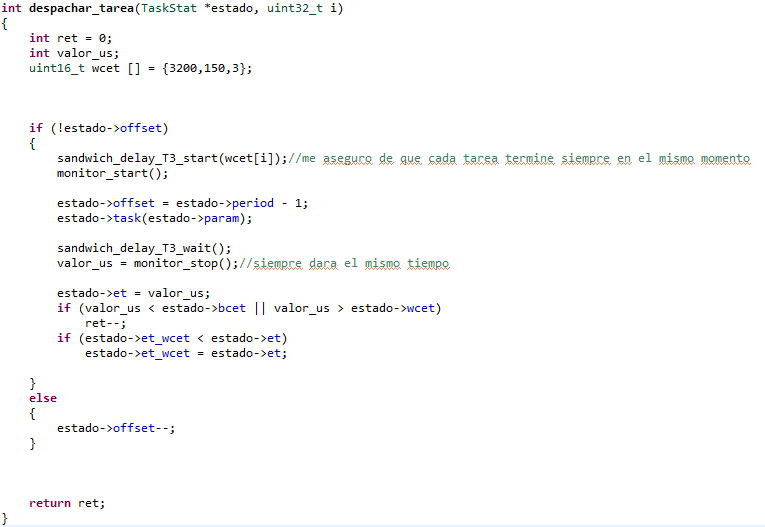 int despachar_tarea(TaskStat *estado, uint32_t i)
{
    int ret = 0;
    int valor_us;
    uint16_t wcet [] = {3200,150,3};
    if (!estado->offset)
    {
        sandwich_delay_T3_start(wcet[i]);//me aseguro de que cada tarea termine siempre en el mismo momento
        monitor_start();
        estado->offset = estado->period - 1;
        estado->task(estado->param);
        sandwich_delay_T3_wait();
        valor_us = monitor_stop();//siempre dara el mismo tiempo
        estado->et = valor_us;
        if (valor_us < estado->bcet || valor_us > estado->wcet)
            ret--;
        if (estado->et_wcet < estado->et)
            estado->et_wcet = estado->et;
    }
    else
    {
        estado->offset--;
    }
    return ret;
}